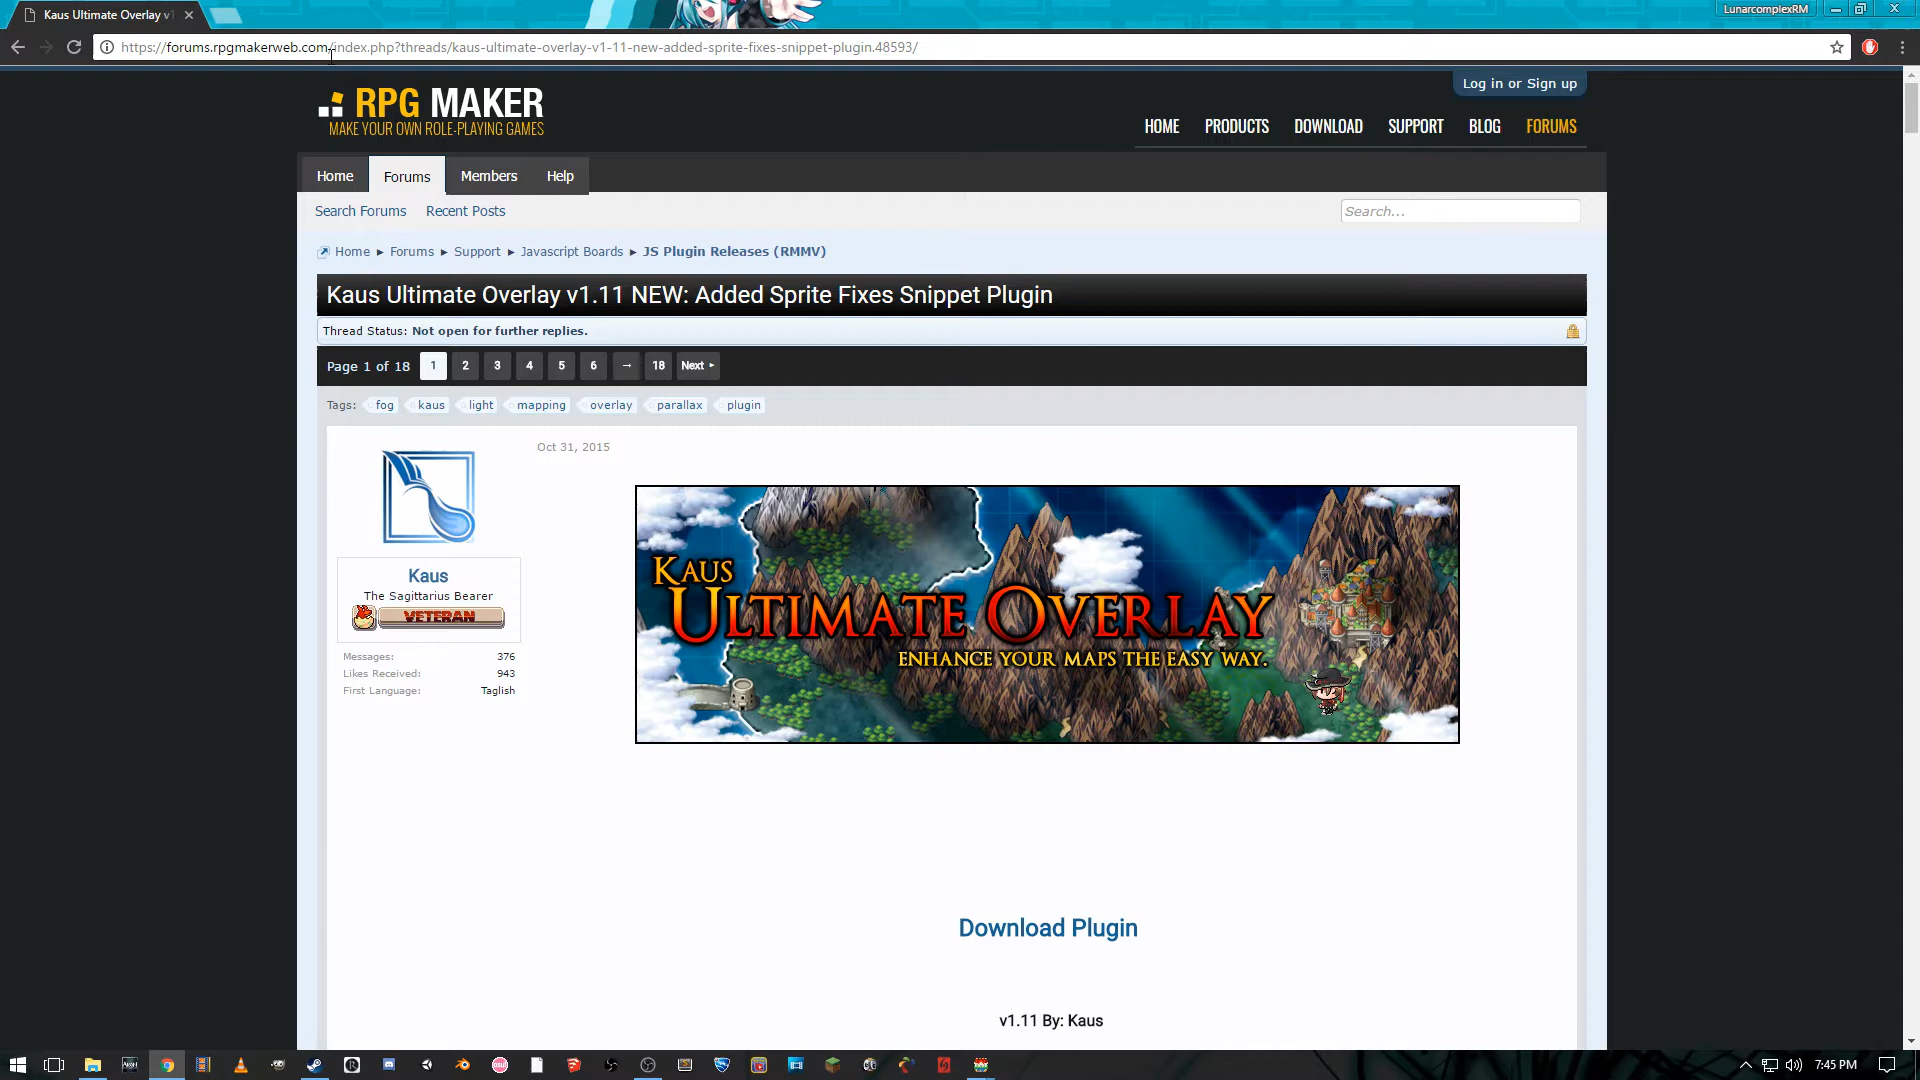 Kaus Ultimate Overlay v1
LunarcomplexRM
https://forums.rpgmakerweb.com/index.php?threads/kaus-ultimate-overlay-v1-11-new-added-sprite-fixes-snippet-plugin.48593/
Log in or Sign up
RPG MAKER
MAKE YOUR OWN ROLE-PLAYING GAMES
HOME PRODUCTS DOWNLOAD SUPPORT BLOG FORUMS
Home Forums Members Help
Search Forums Recent Posts
Search...
Home ▸ Forums ▸ Support ▸ Javascript Boards ▸ JS Plugin Releases (RMMV)
Kaus Ultimate Overlay v1.11 NEW: Added Sprite Fixes Snippet Plugin
Thread Status: Not open for further replies.
Page 1 of 18 1 2 3 4 5 6 → 18 Next ▸
Tags: fog kaus light mapping overlay parallax plugin
Oct 31, 2015
Kaus
The Sagittarius Bearer
VETERAN
Messages: 376
Likes Received: 943
First Language: Taglish
KAUS
ULTIMATE OVERLAY
ENHANCE YOUR MAPS THE EASY WAY.
Download Plugin
v1.11 By: Kaus
7:45 PM